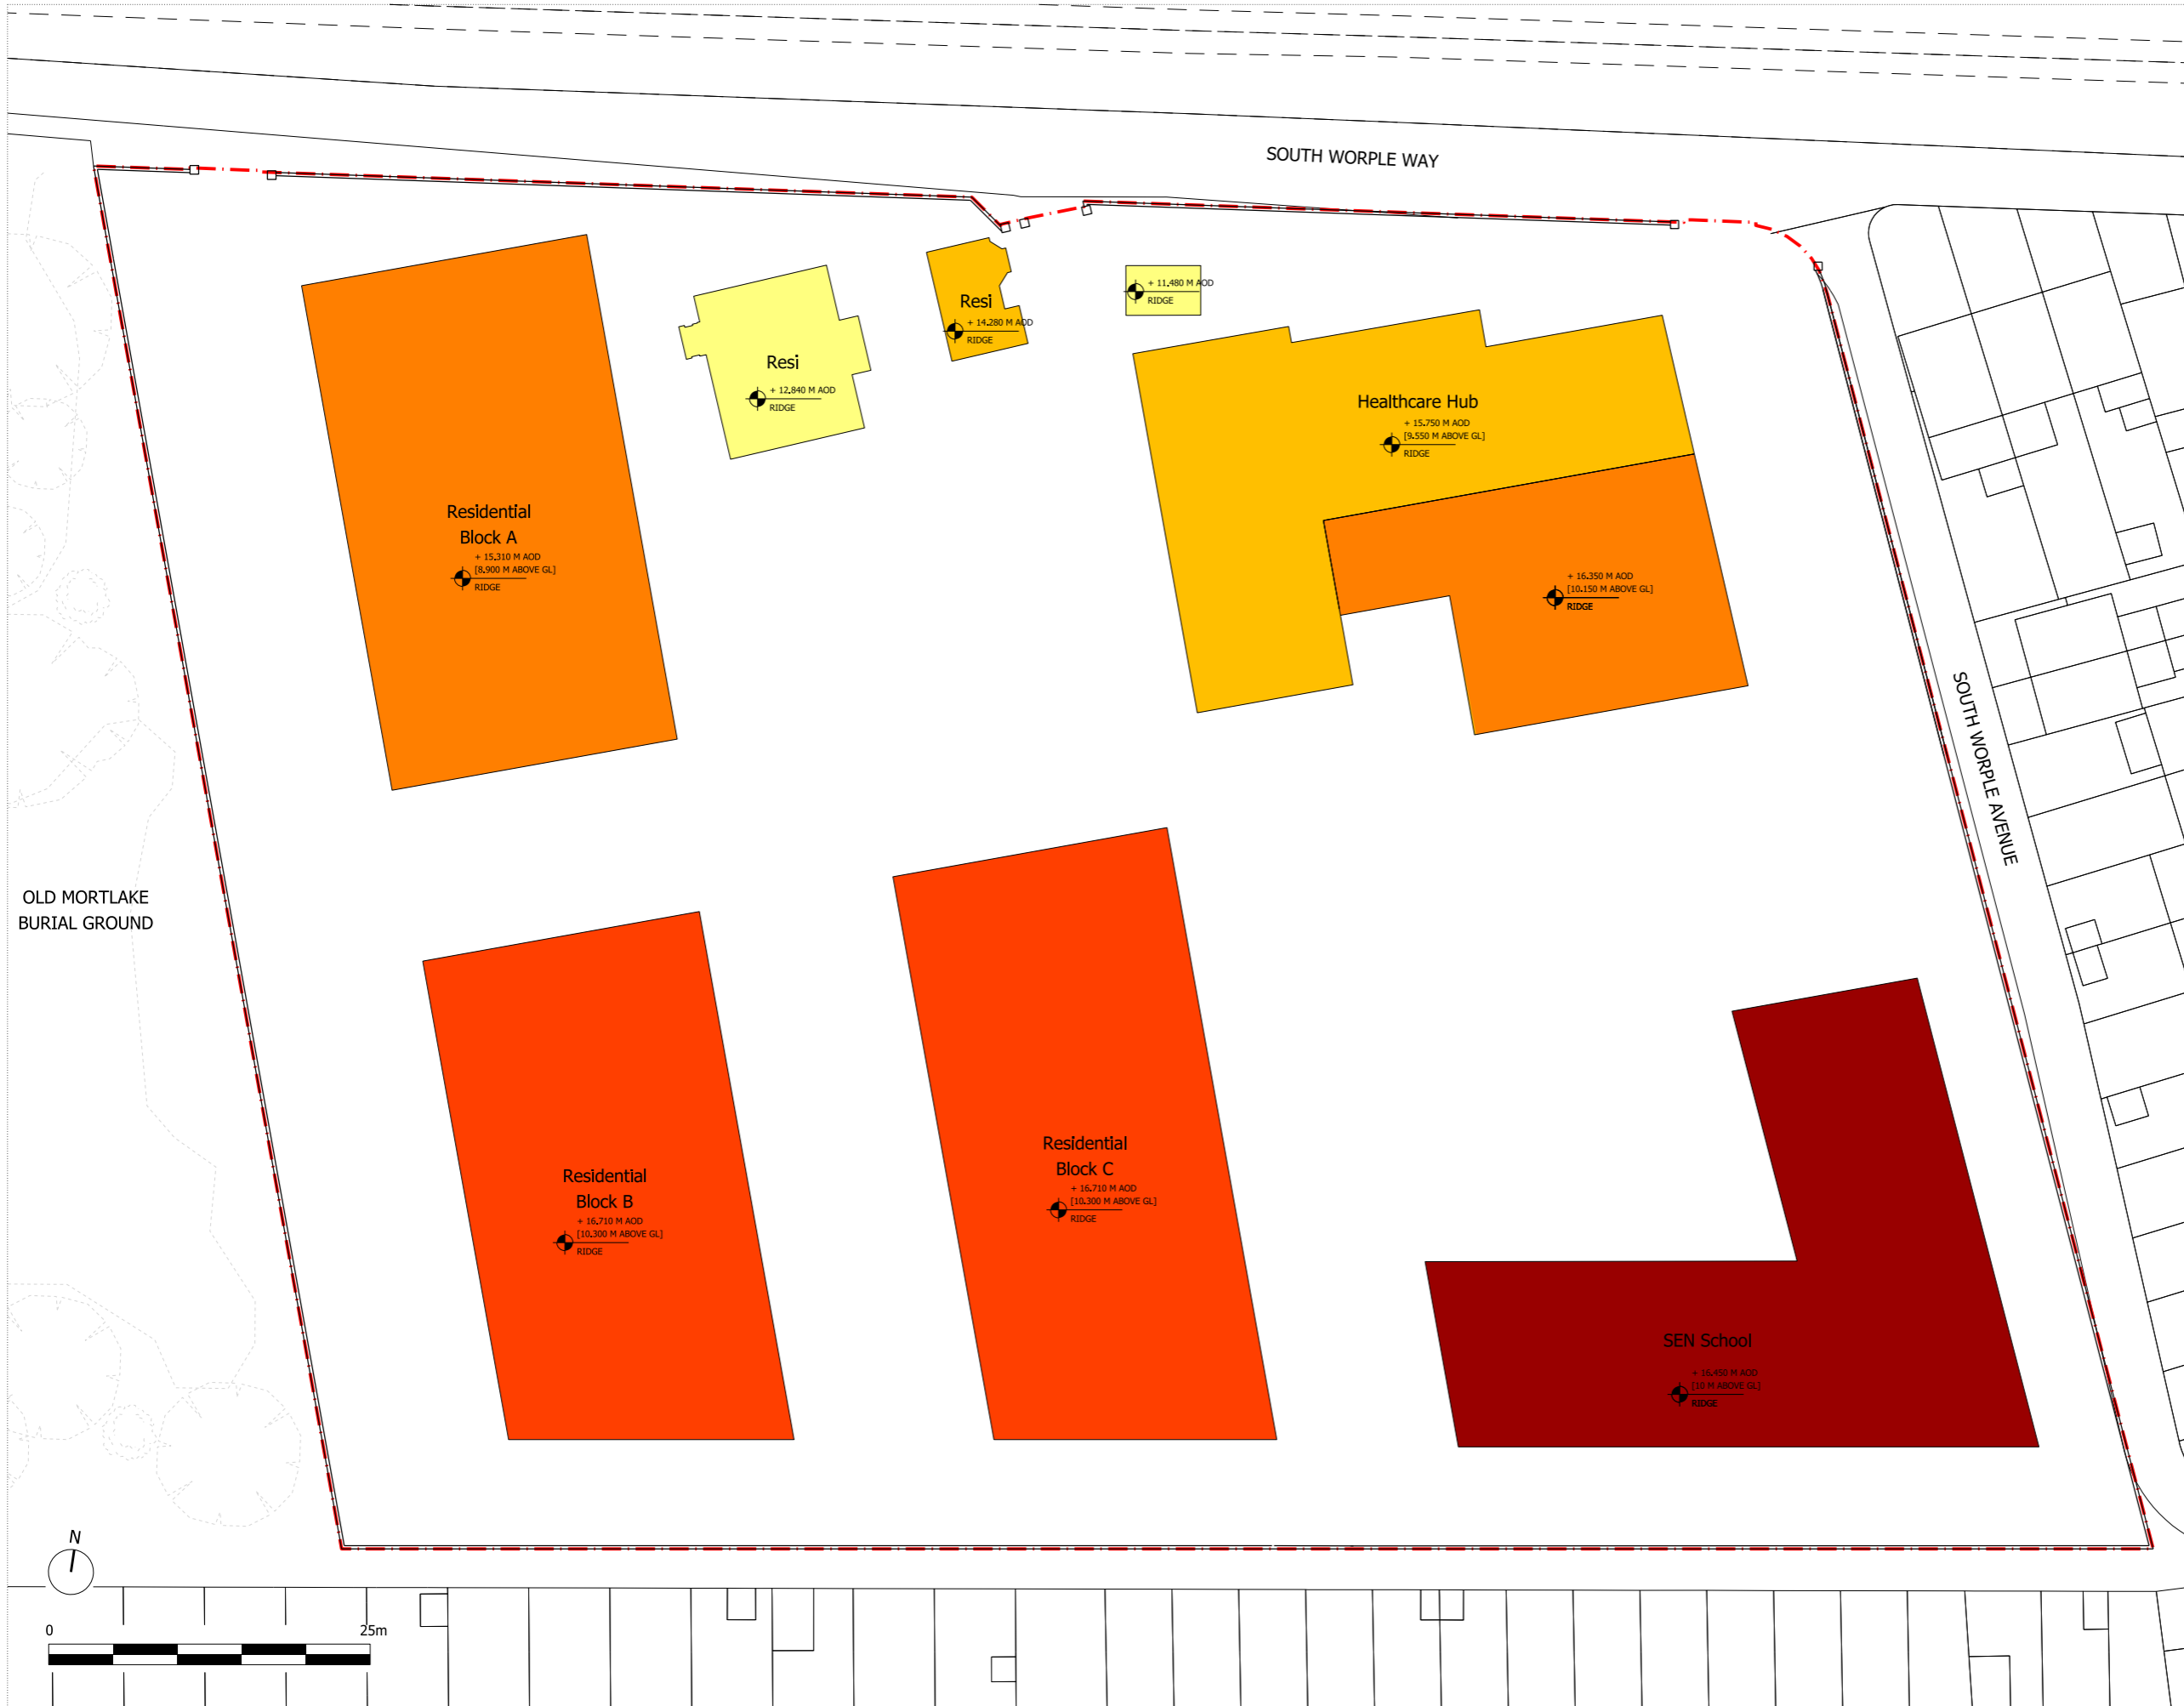 SOUTH WORPLE WAY
+ 11.480 M AOD
RIDGE
Resi
+ 14.280 M AOD
RIDGE
Resi
+ 12.840 M AOD
RIDGE
Healthcare Hub
+ 15.750 M AOD
[9.550 M ABOVE GL]
RIDGE
Residential
Block A
+ 15.310 M AOD
[8.900 M ABOVE GL]
RIDGE
+ 16.350 M AOD
[10.150 M ABOVE GL]
RIDGE
SOUTH WORPLE AVENUE
OLD MORTLAKE
BURIAL GROUND
Residential
Block C
+ 16.710 M AOD
[10.300 M ABOVE GL]
RIDGE
Residential
Block B
+ 16.710 M AOD
[10.300 M ABOVE GL]
RIDGE
SEN School
+ 16.450 M AOD
[10 M ABOVE GL]
RIDGE
N
0 25m